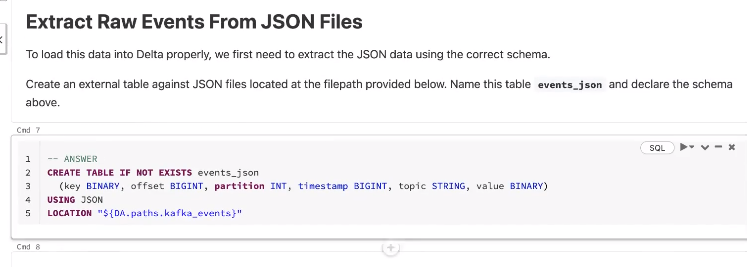 Extract Raw Events From JSON Files
To load this data into Delta properly, we first need to extract the JSON data using the correct schema.
Create an external table against JSON files located at the filepath provided below. Name this table events_json and declare the schema
above.
Cmd 7
SQL
1 -- ANSWER
2 CREATE TABLE IF NOT EXISTS events_json
3 (key BINARY, offset BIGINT, partition INT, timestamp BIGINT, topic STRING, value BINARY)
4 USING JSON
5 LOCATION "${DA.paths.kafka_events}"
Cmd 8